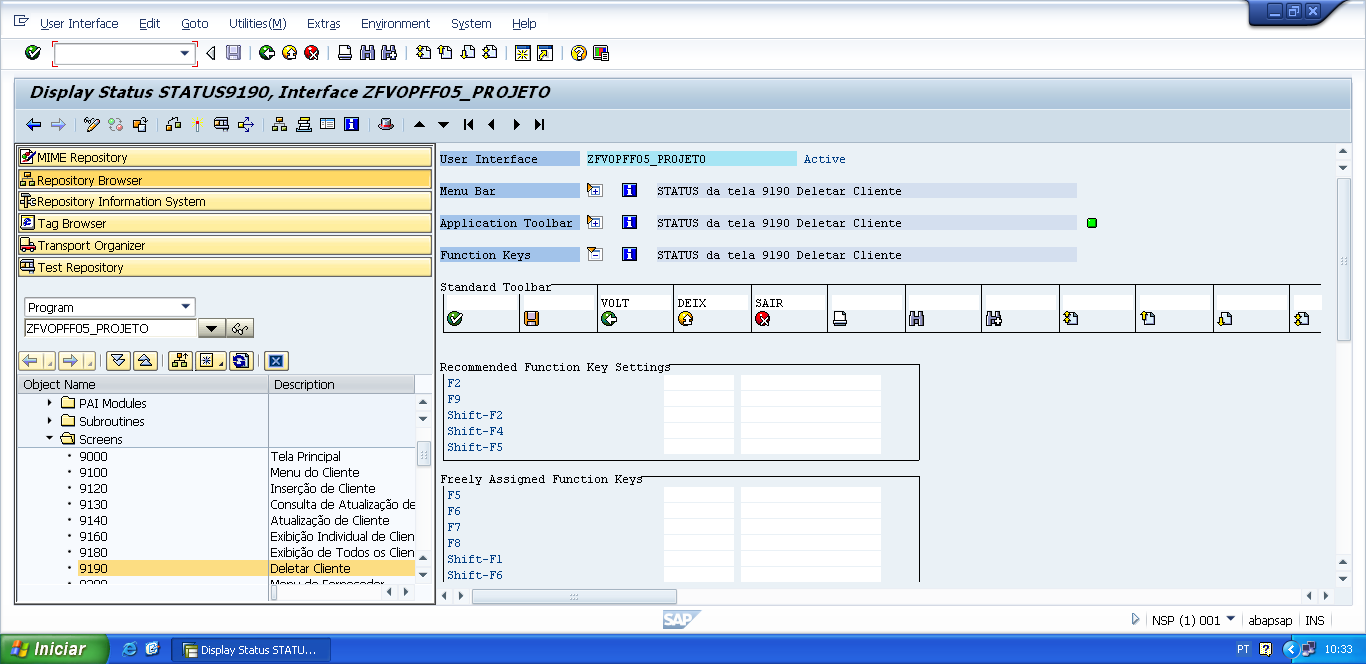 User Interface Edit Goto Utilities(M) Extras Environment System Help
Display Status STATUS9190, Interface ZFVOPFF05_PROJETO
MIME Repository
Repository Browser
Repository Information System
Tag Browser
Transport Organizer
Test Repository
Program
ZFVOPFF05_PROJETO
Object Name Description
PAI Modules
Subroutines
Screens
9000 Tela Principal
9100 Menu do Cliente
9120 Inserção de Cliente
9130 Consulta de Atualização de
9140 Atualização de Cliente
9160 Exibição Individual de Clien
9180 Exibição de Todos os Clien
9190 Deletar Cliente
9200 Menu do Fornecedor
User Interface ZFVOPFF05_PROJETO Active
Menu Bar STATUS da tela 9190 Deletar Cliente
Application Toolbar STATUS da tela 9190 Deletar Cliente
Function Keys STATUS da tela 9190 Deletar Cliente
Standard Toolbar
VOLT DEIX SAIR
Recommended Function Key Settings
F2
F9
Shift-F2
Shift-F4
Shift-F5
Freely Assigned Function Keys
F5
F6
F7
F8
Shift-F1
Shift-F6
SAP
NSP (1) 001 abapsap INS
Iniciar Display Status STATU... PT 10:33